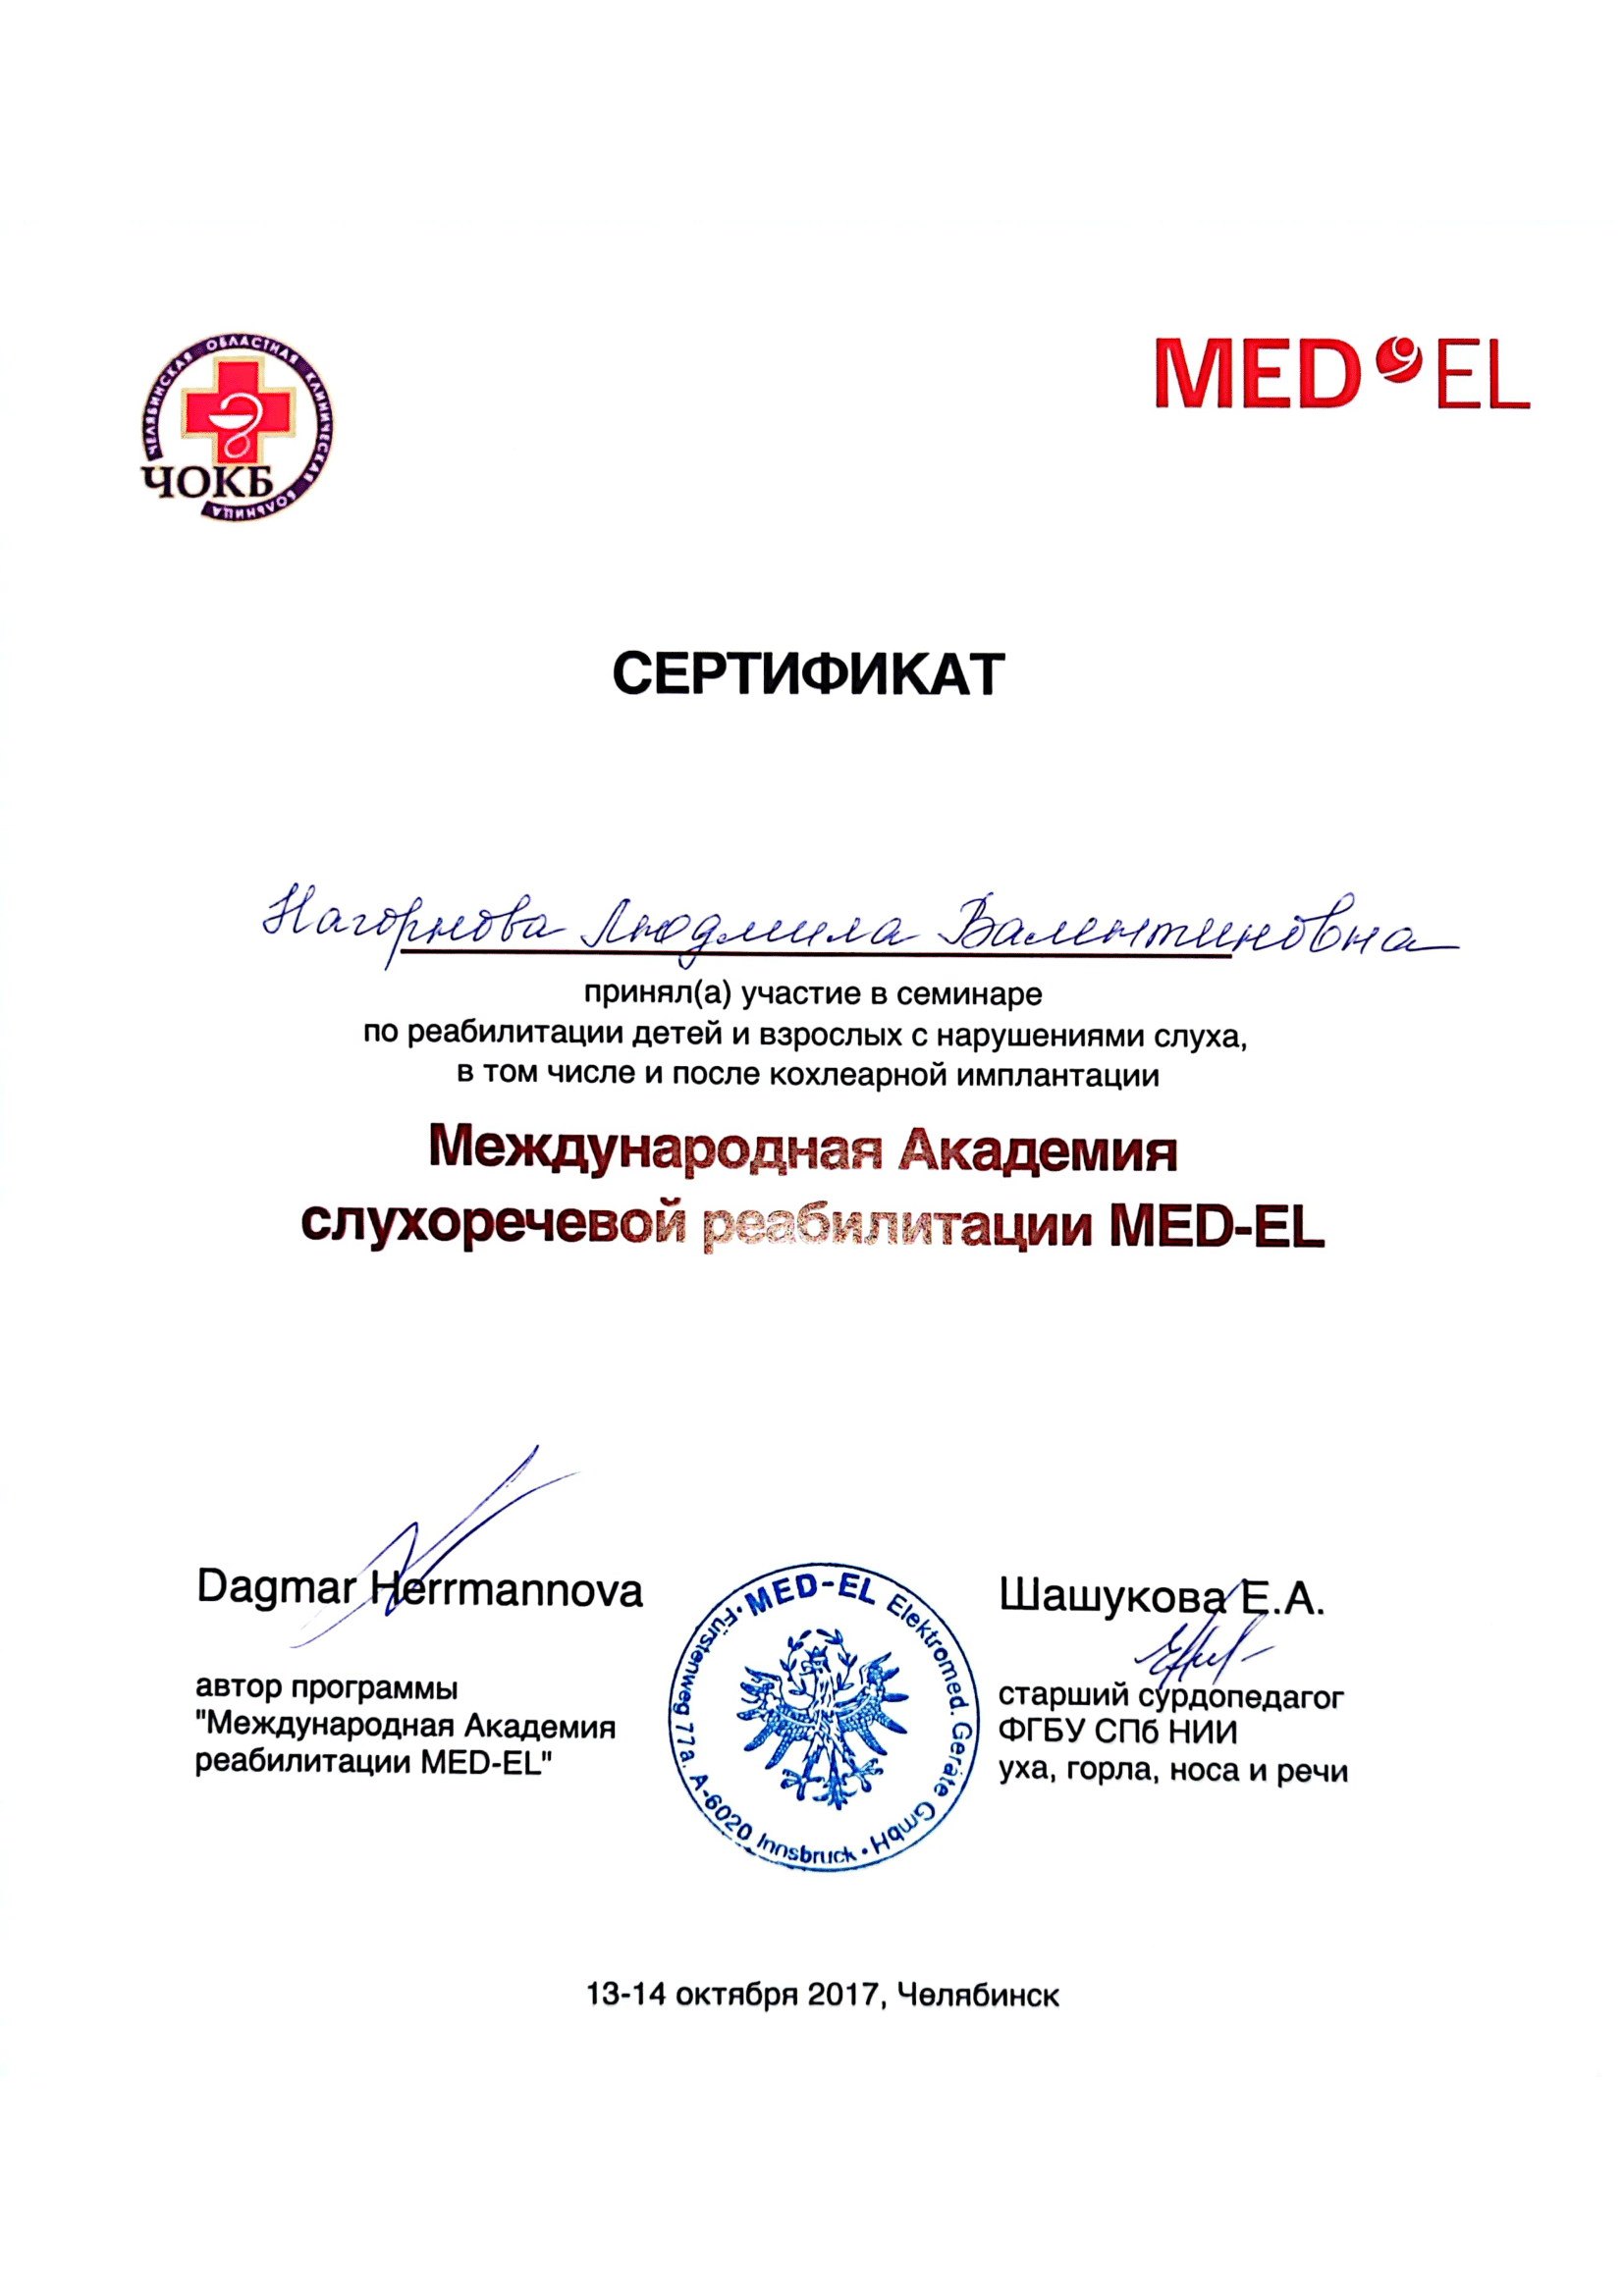 ЧЕЛЯБИНСКАЯ ОБЛАСТНАЯ КЛИНИЧЕСКАЯ БОЛЬНИЦА
ЧОКБ
MED EL
СЕРТИФИКАТ
Нагорнова Людмила Валентиновна
принял(а) участие в семинаре
по реабилитации детей и взрослых с нарушениями слуха,
в том числе и после кохлеарной имплантации
Международная Академия
слухоречевой реабилитации MED-EL
Dagmar Herrmannova
автор программы
"Международная Академия
реабилитации MED-EL"
MED-EL Elektromed. Geräte GmbH • Fürstenweg 77a, A-6020 Innsbruck •
Шашукова Е.А.
старший сурдопедагог
ФГБУ СПб НИИ
уха, горла, носа и речи
13-14 октября 2017, Челябинск